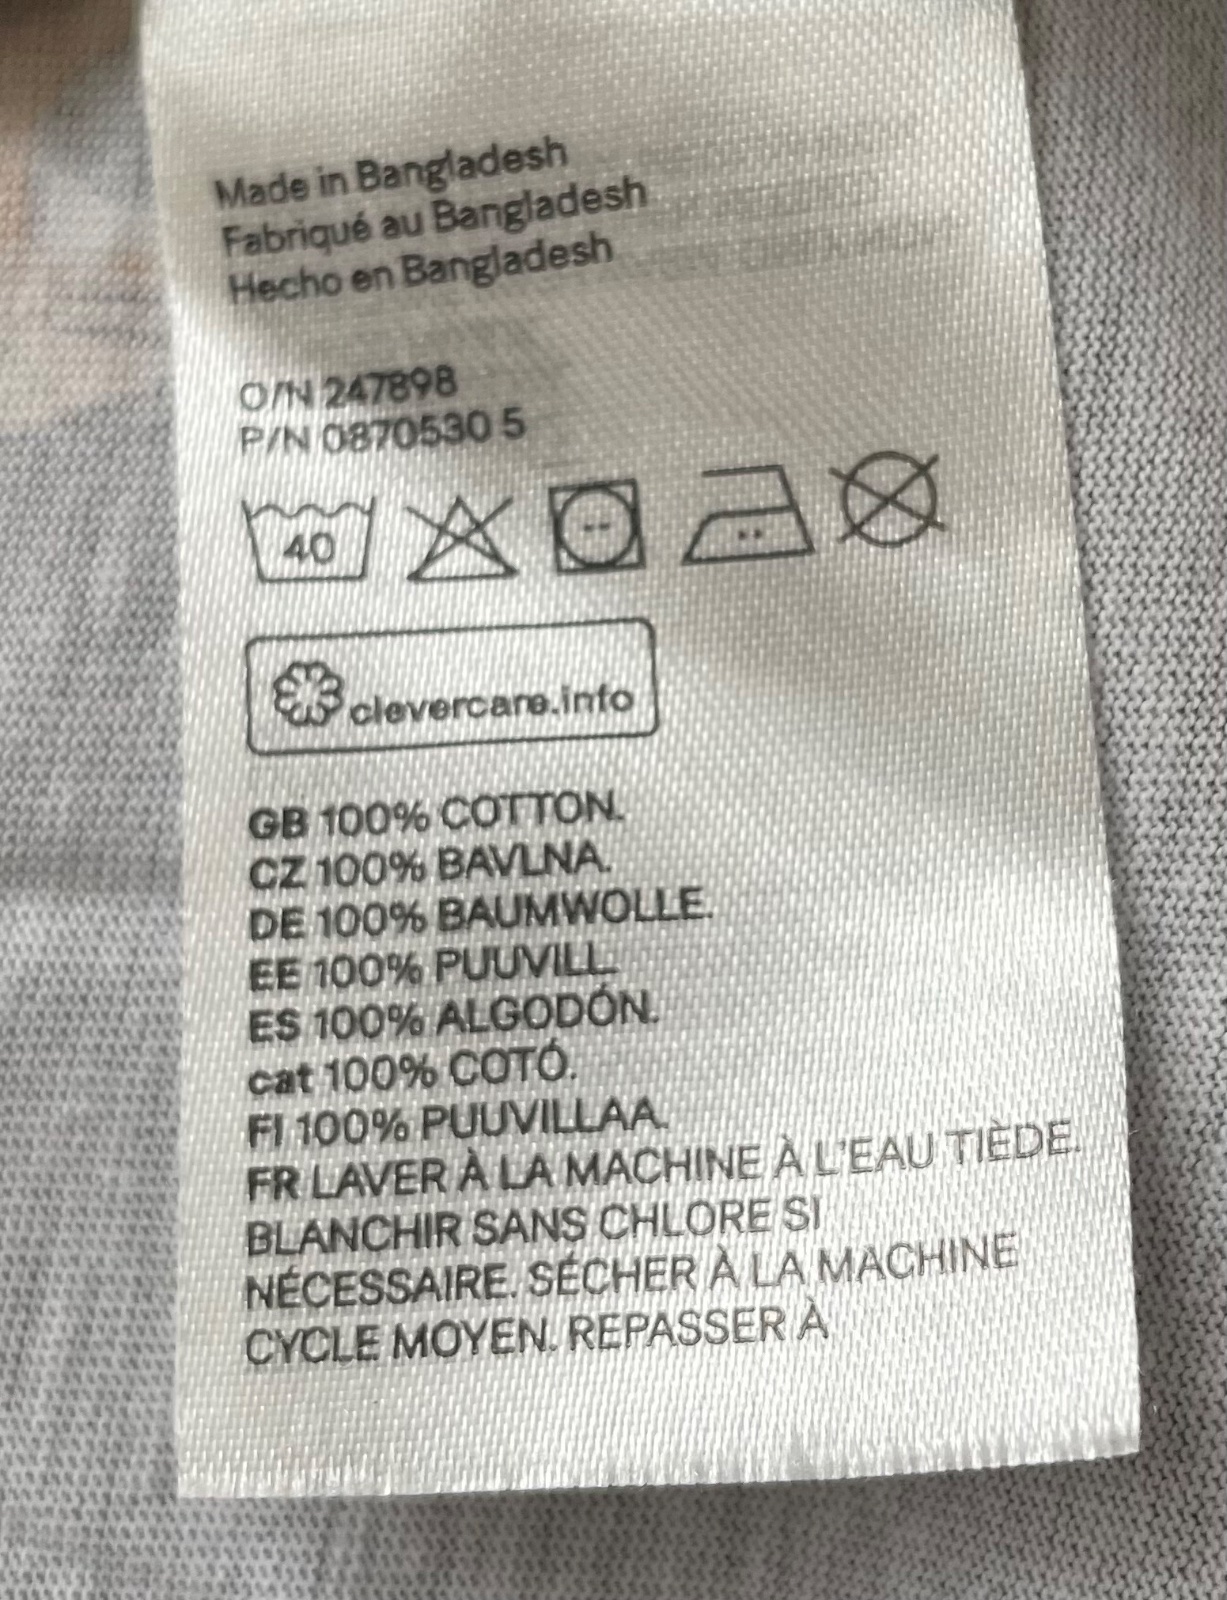 Made in Bangladesh
Fabriqué au Bangladesh
Hecho en Bangladesh
O/N 247898
P/N 0870530 5
40
clevercare.info
GB 100% COTTON.
CZ 100% BAVLNA.
DE 100% BAUMWOLLE.
EE 100% PUUVILL
ES 100% ALGODÓN.
cat 100% COTÓ.
FI 100% PUUVILLAA.
FR LAVER À LA MACHINE À L'EAU TIÈDE.
BLANCHIR SANS CHLORE SI
NÉCESSAIRE. SÉCHER À LA MACHINE
CYCLE MOYEN. REPASSER À